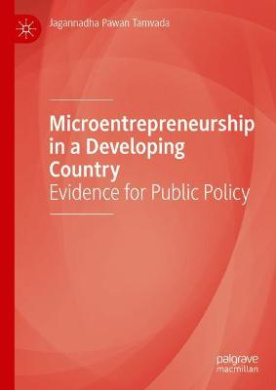 Jagannadha Pawan Tamvada
Microentrepreneurship
in a Developing
Country
Evidence for Public Policy
palgrave
macmillan